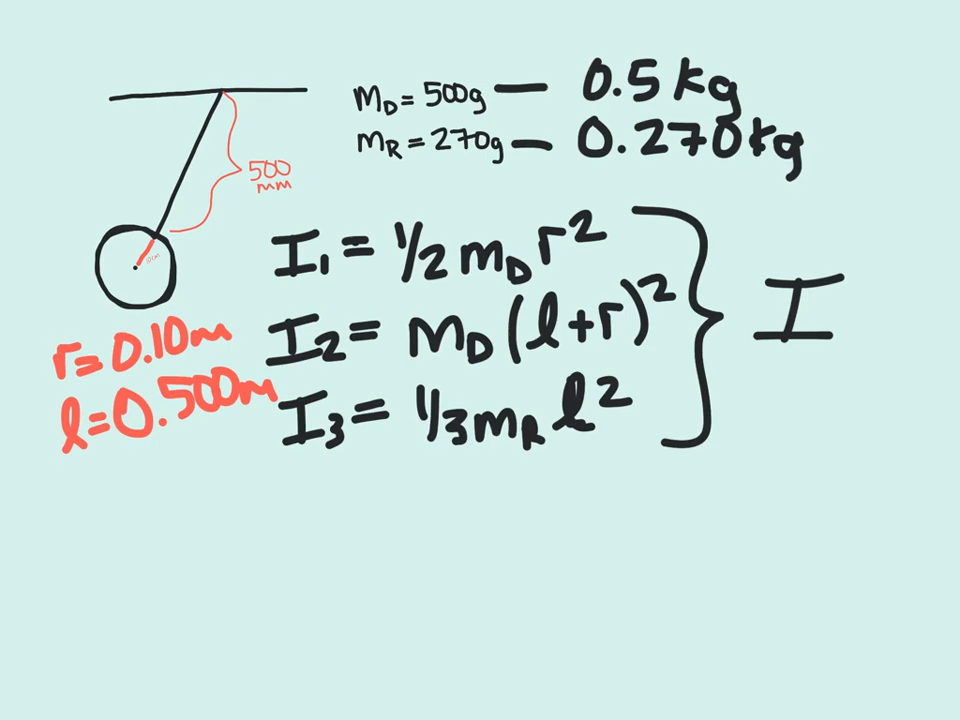 m_D = 500g — 0.5 kg
m_R = 270g — 0.270 kg
500 mm
I₁ = 1/2 m_D r²
I₂ = m_D (l+r)²
I₃ = 1/3 m_R l²
I
r = 0.10m
l = 0.500m